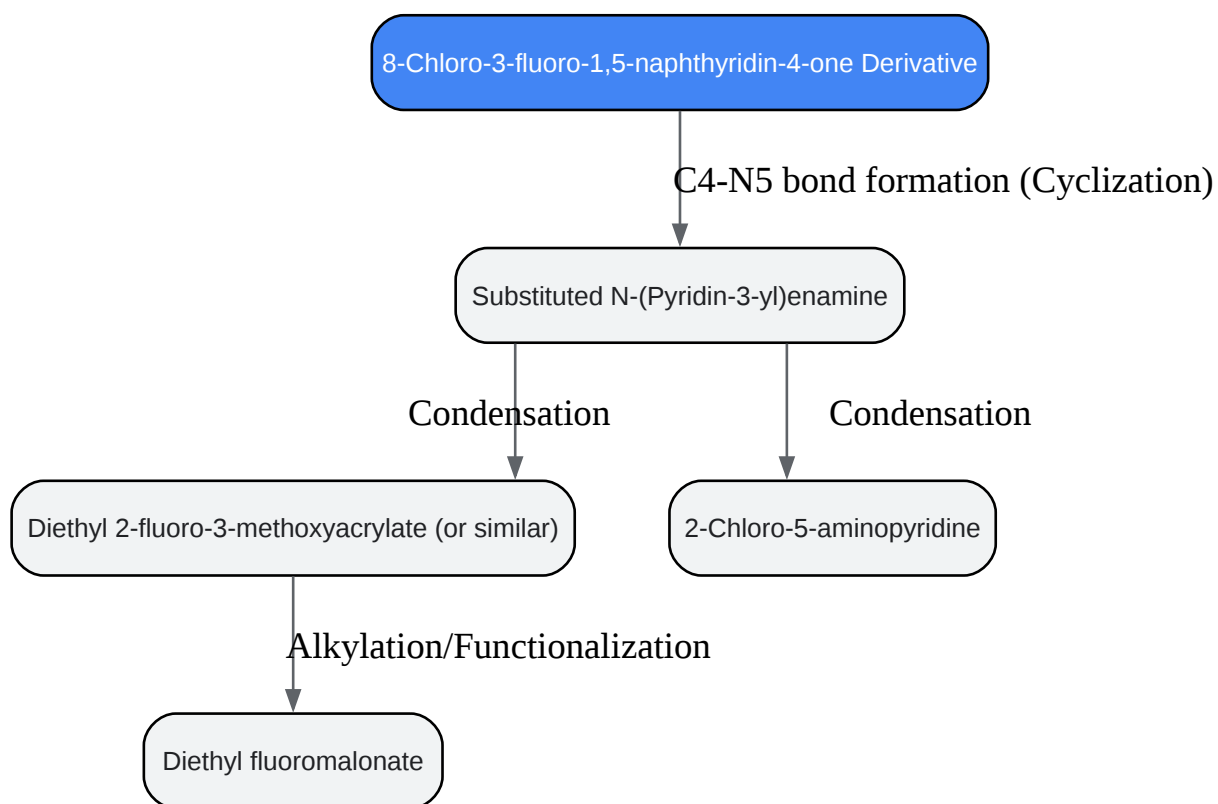 8-Chloro-3-fluoro-1,5-naphthyridin-4-one Derivative
C4-N5 bond formation (Cyclization)
Substituted N-(Pyridin-3-yl)enamine
Condensation
Condensation
Diethyl 2-fluoro-3-methoxyacrylate (or similar)
2-Chloro-5-aminopyridine
Alkylation/Functionalization
Diethyl fluoromalonate